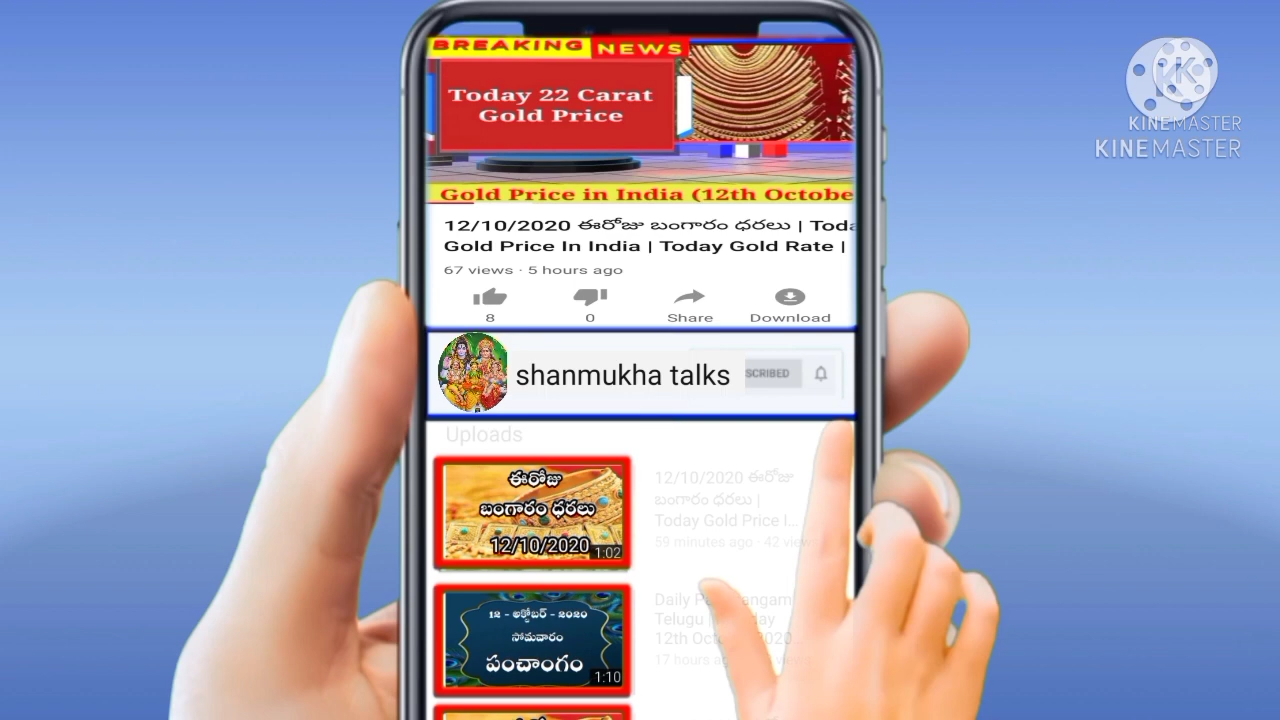 BREAKING NEWS
Today 22 Carat
Gold Price
Gold Price in India (12th Octobe
12/10/2020 ఈరోజు బంగారం ధరలు | Toda
Gold Price In India | Today Gold Rate |
67 views · 5 hours ago
8
0
Share
Download
shanmukha talks
SCRIBED
Uploads
ఈరోజు
బంగారం ధరలు
12/10/2020
1:02
12/10/2020 ఈరోజు
బంగారం ధరలు |
Today Gold Price I...
59 minutes ago · 42 views
12 - అక్టోబర్ - 2020
సోమవారం
పంచాంగం
1:10
Daily
Telugu
12th 2020
17 hours
KINEMASTER
KINEMASTER